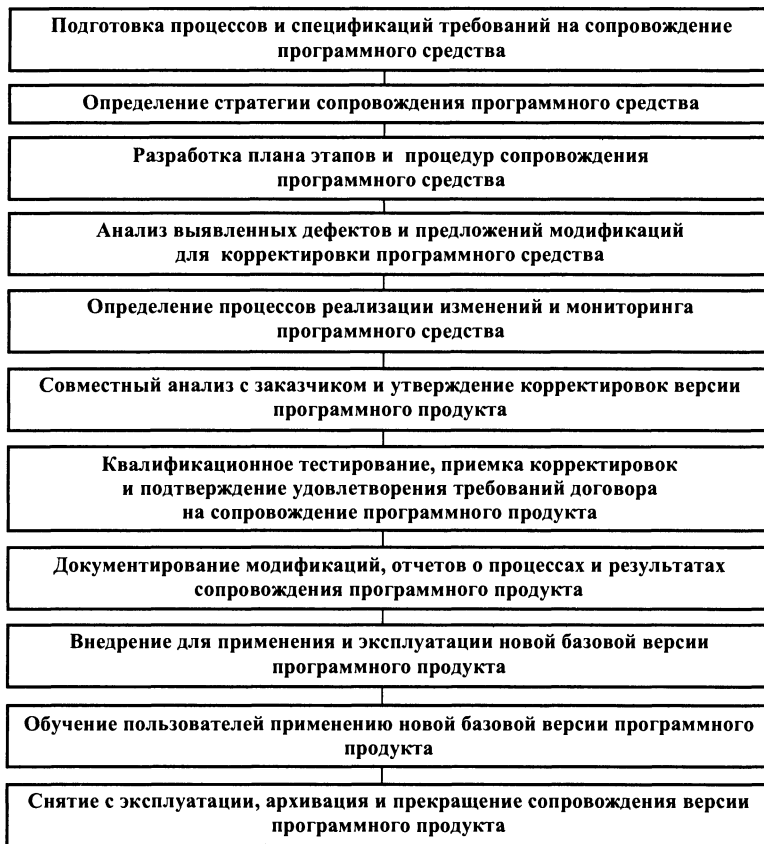 Подготовка процессов и спецификаций требований на сопровождение
программного средства
Определение стратегии сопровождения программного средства
Разработка плана этапов и процедур сопровождения
программного средства
Анализ выявленных дефектов и предложений модификаций
для корректировки программного средства
Определение процессов реализации изменений и мониторинга
программного средства
Совместный анализ с заказчиком и утверждение корректировок версии
программного продукта
Квалификационное тестирование, приемка корректировок
и подтверждение удовлетворения требований договора
на сопровождение программного продукта
Документирование модификаций, отчетов о процессах и результатах
сопровождения программного продукта
Внедрение для применения и эксплуатации новой базовой версии
программного продукта
Обучение пользователей применению новой базовой версии программного
продукта
Снятие с эксплуатации, архивация и прекращение сопровождения версии
программного продукта